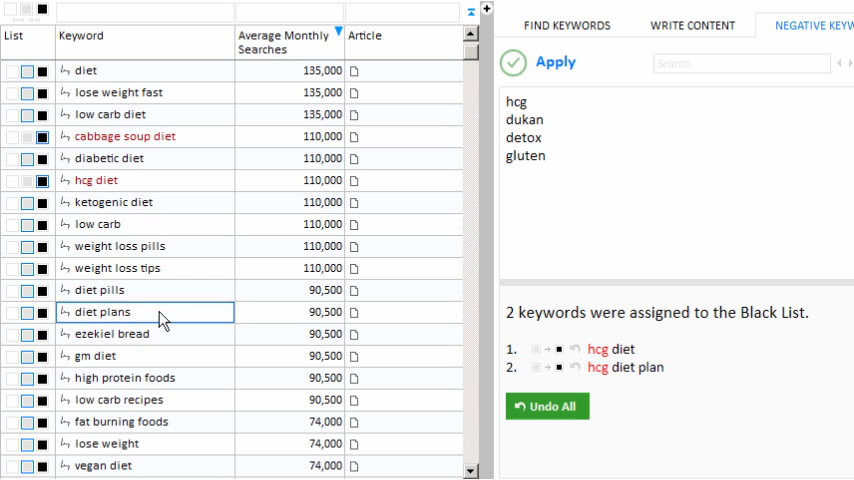 List Keyword Average Monthly Searches Article
diet 135,000
lose weight fast 135,000
low carb diet 135,000
cabbage soup diet 110,000
diabetic diet 110,000
hcg diet 110,000
ketogenic diet 110,000
low carb 110,000
weight loss pills 110,000
weight loss tips 110,000
diet pills 90,500
diet plans 90,500
ezekiel bread 90,500
gm diet 90,500
high protein foods 90,500
low carb recipes 90,500
fat burning foods 74,000
lose weight 74,000
vegan diet 74,000
FIND KEYWORDS WRITE CONTENT NEGATIVE KEYW
Apply Search...
hcg
dukan
detox
gluten
2 keywords were assigned to the Black List.
1. hcg diet
2. hcg diet plan
Undo All